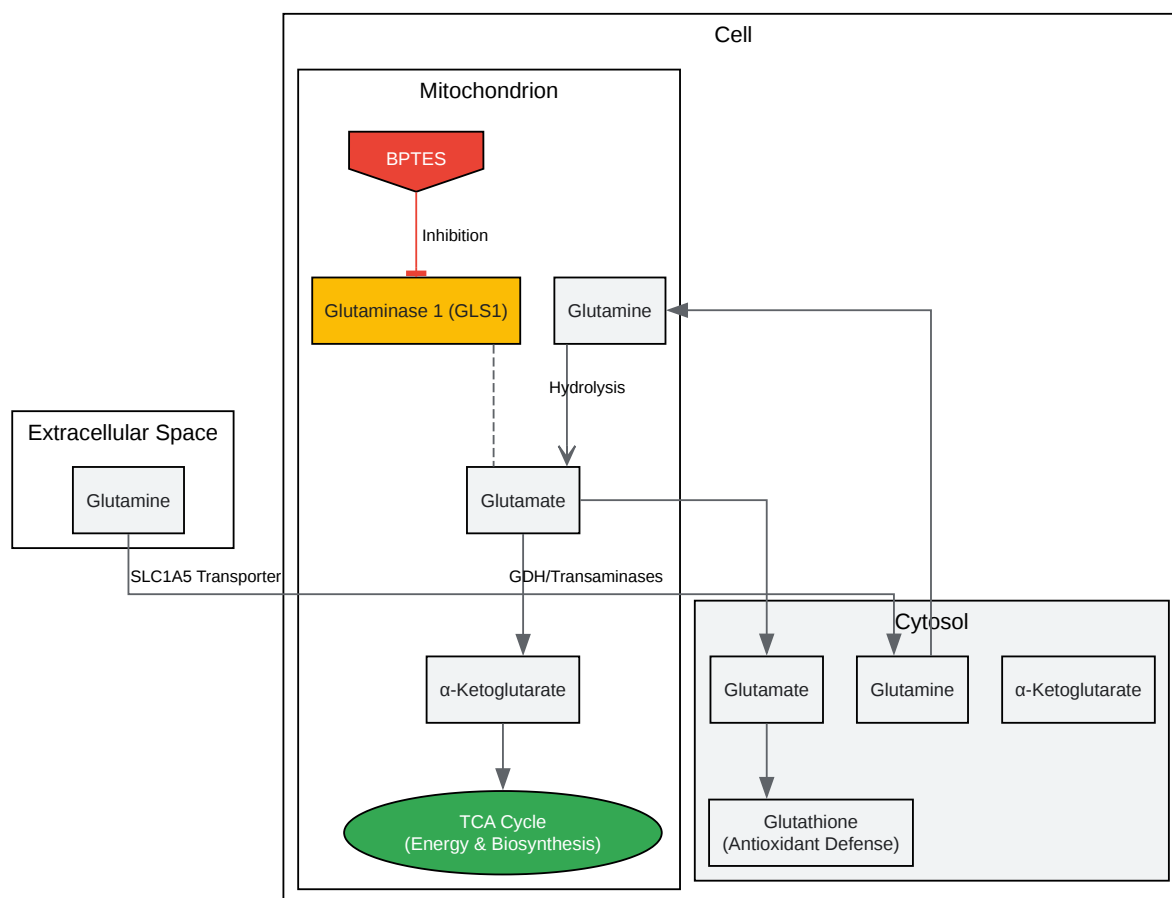 Cell
Mitochondrion
BPTES
Inhibition
Glutaminase 1 (GLS1)
Glutamine
Hydrolysis
Extracellular Space
Glutamine
Glutamate
SLC1A5 Transporter
GDH/Transaminases
Cytosol
α-Ketoglutarate
Glutamate
Glutamine
α-Ketoglutarate
TCA Cycle
(Energy & Biosynthesis)
Glutathione
(Antioxidant Defense)